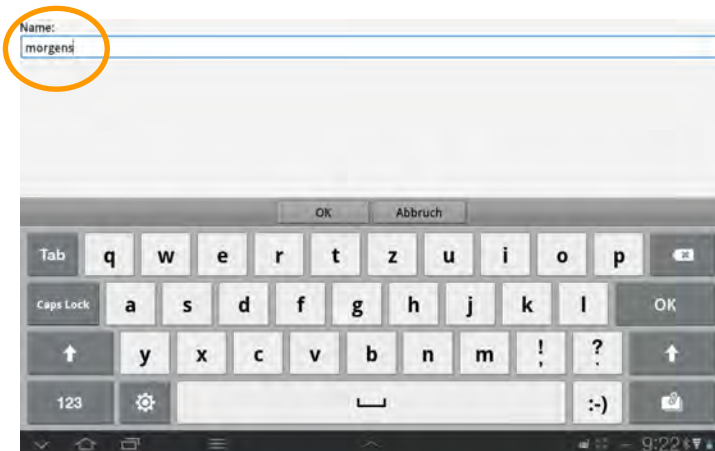 Name:
morgens
OK Abbruch
Tab q w e r t z u i o p
Caps Lock a s d f g h j k l OK
y x c v b n m ! , ? .
123 :-)
9:22